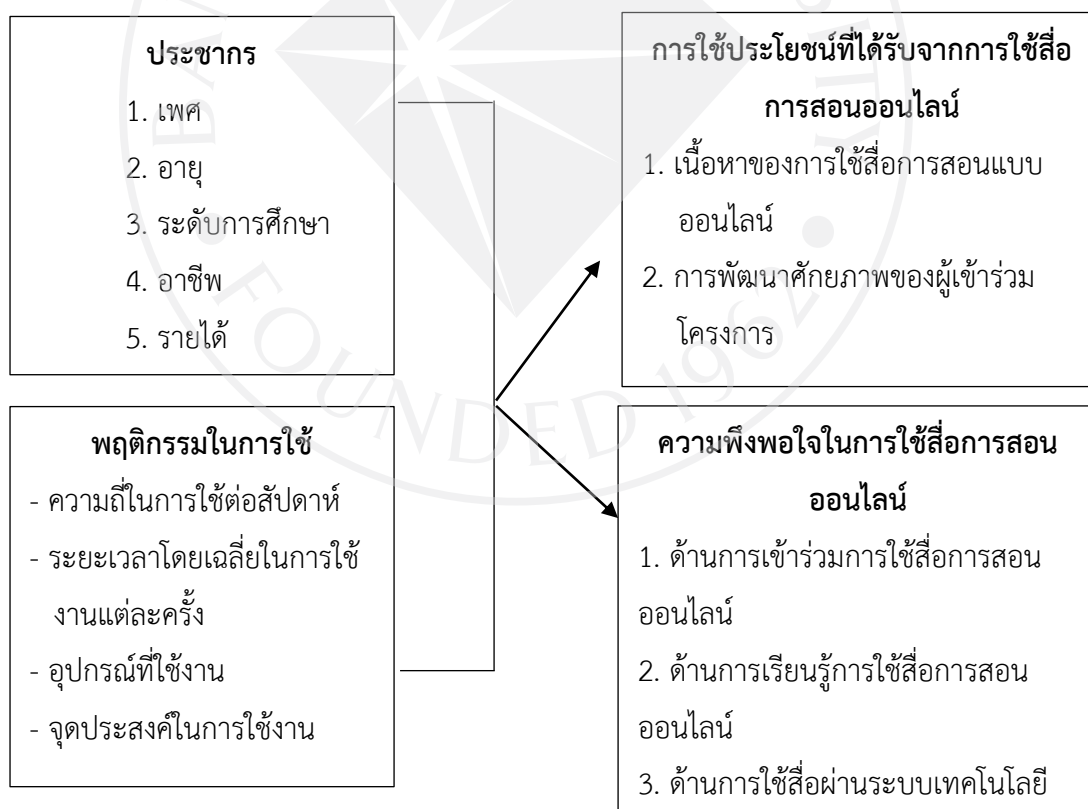 ประชากร
1. เพศ
2. อายุ
3. ระดับการศึกษา
4. อาชีพ
5. รายได้
พฤติกรรมในการใช้
- ความถี่ในการใช้ต่อสัปดาห์
- ระยะเวลาโดยเฉลี่ยในการใช้
งานแต่ละครั้ง
- อุปกรณ์ที่ใช้งาน
- จุดประสงค์ในการใช้งาน
การใช้ประโยชน์ที่ได้รับจากการใช้สื่อ
การสอนออนไลน์
1. เนื้อหาของการใช้สื่อการสอนแบบ
ออนไลน์
2. การพัฒนาศักยภาพของผู้เข้าร่วม
โครงการ
ความพึงพอใจในการใช้สื่อการสอน
ออนไลน์
1. ด้านการเข้าร่วมการใช้สื่อการสอน
ออนไลน์
2. ด้านการเรียนรู้การใช้สื่อการสอน
ออนไลน์
3. ด้านการใช้สื่อผ่านระบบเทคโนโลยี
FOUNDED 1962